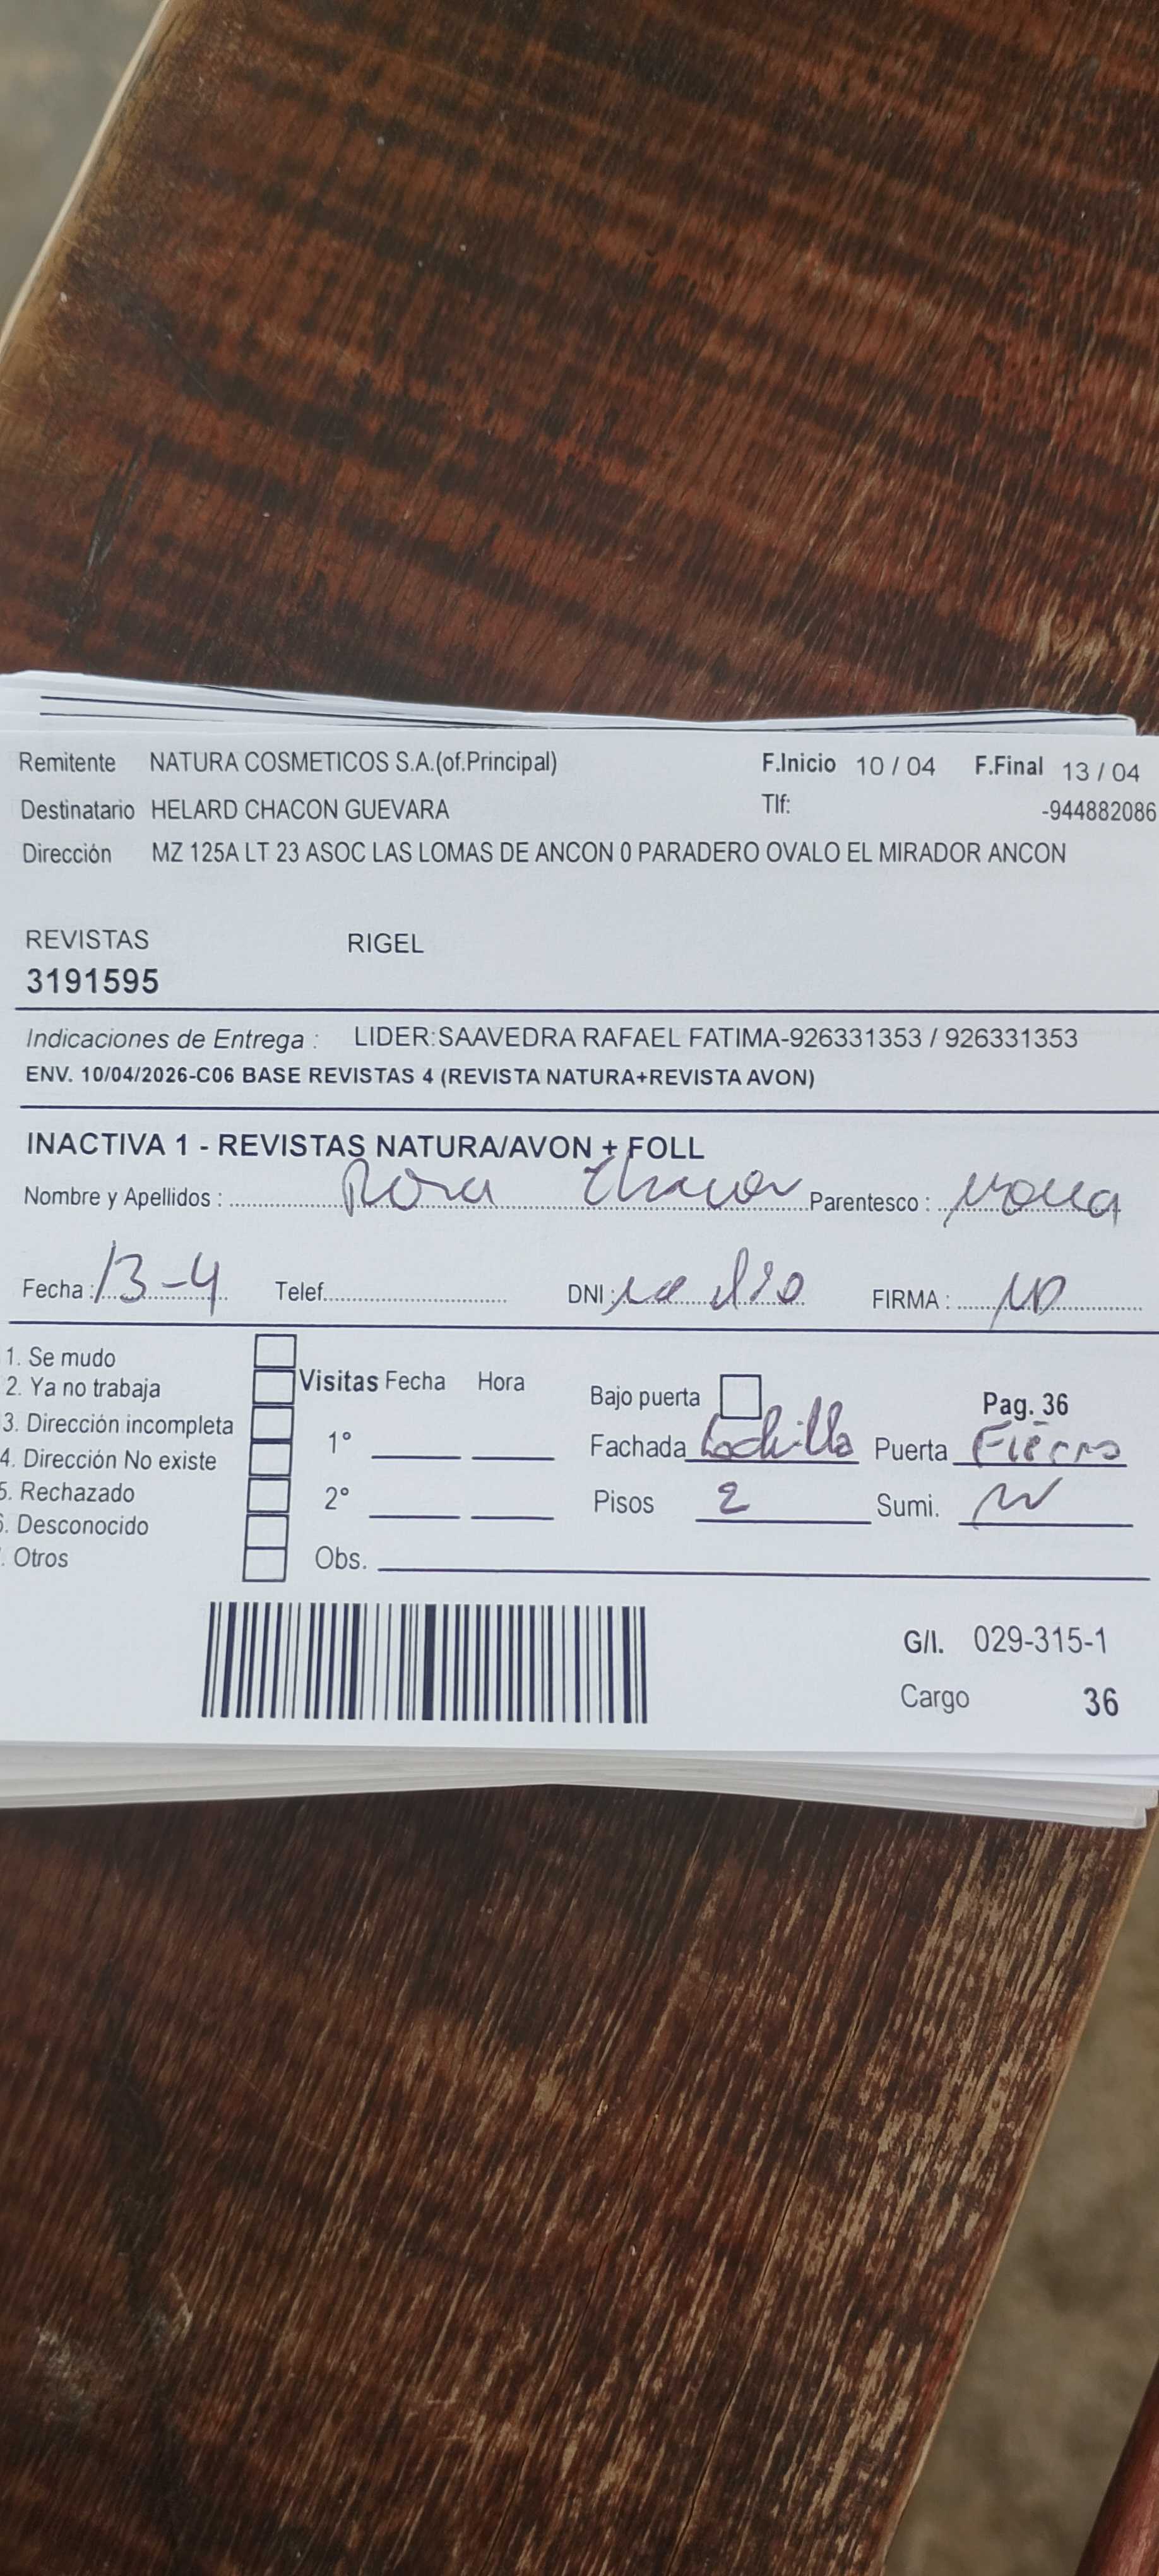 Remitente NATURA COSMETICOS S.A.(of.Principal) F.Inicio 10 / 04 F.Final 13 / 04
Destinatario HELARD CHACON GUEVARA Tlf: -944882086
Dirección MZ 125A LT 23 ASOC LAS LOMAS DE ANCON 0 PARADERO OVALO EL MIRADOR ANCON
REVISTAS RIGEL
3191595
Indicaciones de Entrega : LIDER:SAAVEDRA RAFAEL FATIMA-926331353 / 926331353
ENV. 10/04/2026-C06 BASE REVISTAS 4 (REVISTA NATURA+REVISTA AVON)
INACTIVA 1 - REVISTAS NATURA/AVON + FOLL
Nombre y Apellidos : Rosa Chacon Parentesco :
Fecha : 13-4 Telef. DNI : no dio FIRMA :
1. Se mudo
2. Ya no trabaja Visitas Fecha Hora Bajo puerta Pag. 36
3. Dirección incompleta 1° Fachada Ladrillo Puerta Fierro
4. Dirección No existe
5. Rechazado 2° Pisos 2 Sumi.
6. Desconocido
. Otros Obs.
G/I. 029-315-1
Cargo 36